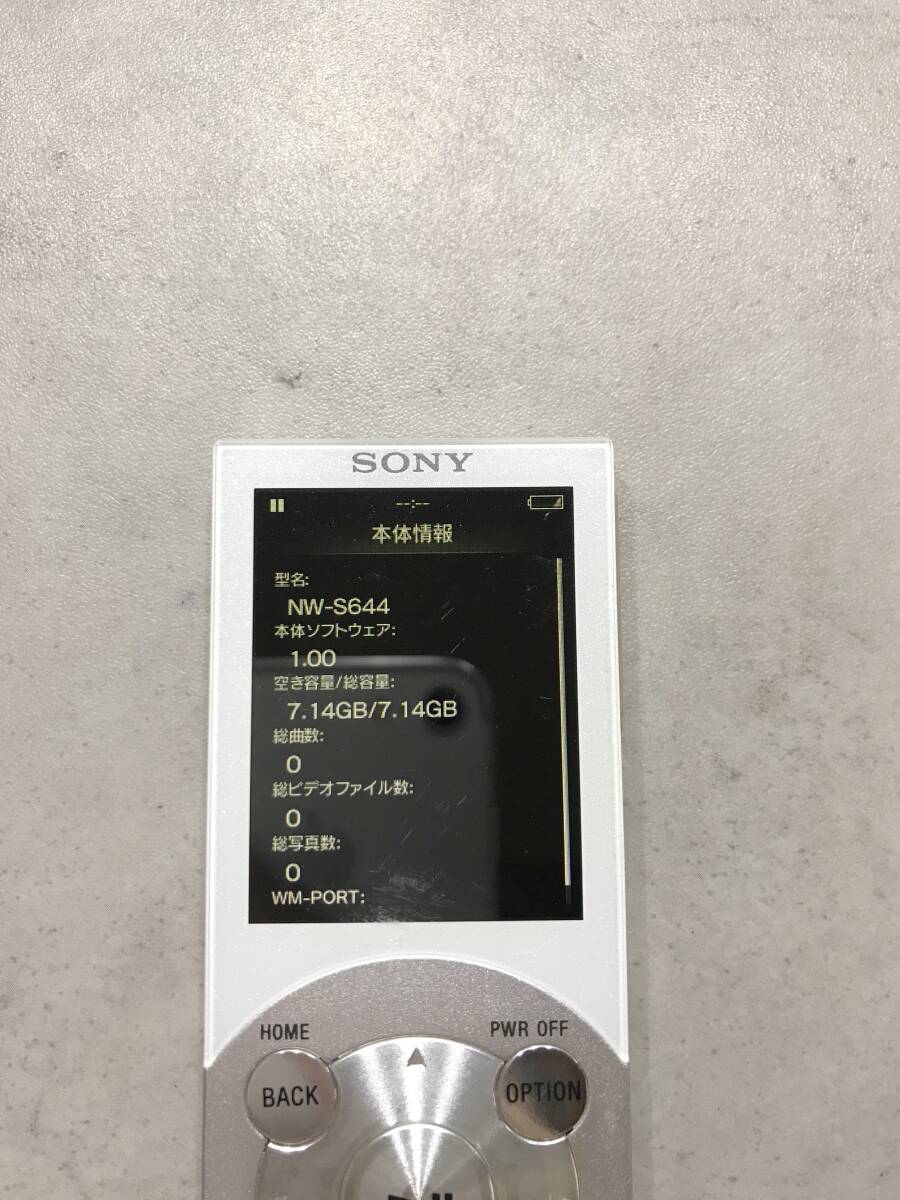 SONY
--:--
本体情報
型名:
NW-S644
本体ソフトウェア:
1.00
空き容量/総容量:
7.14GB/7.14GB
総曲数:
0
総ビデオファイル数:
0
総写真数:
0
WM-PORT:
HOME
PWR OFF
BACK
OPTION